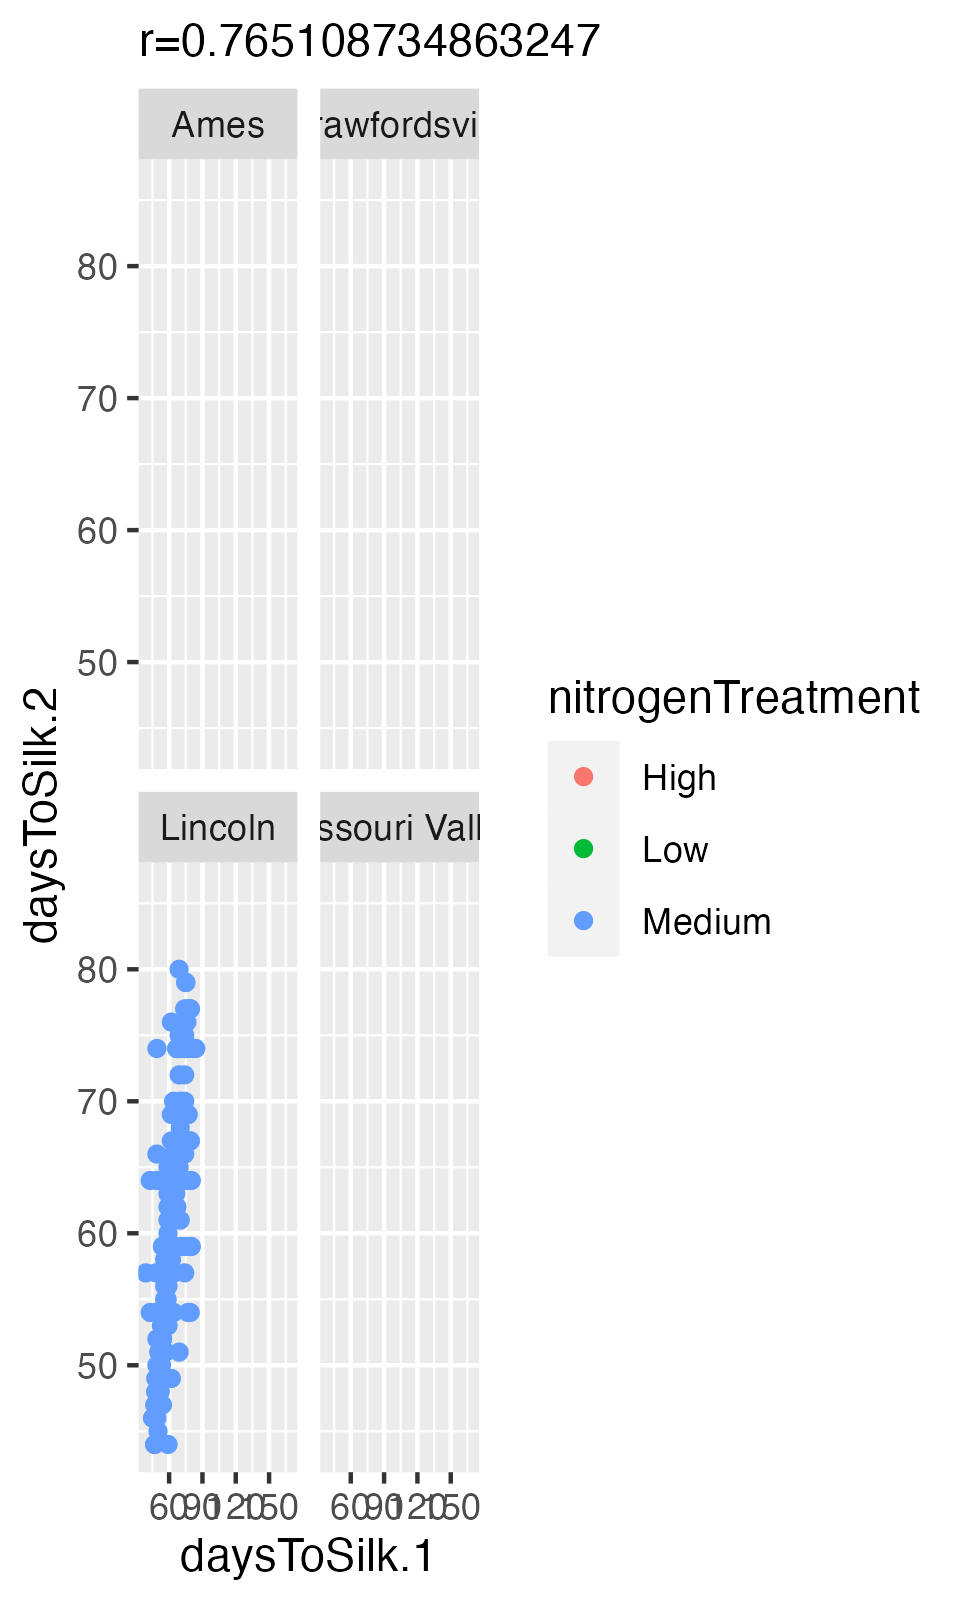 r=0.765108734863247
Ames
rawfordsvi
80
70
60
50
Lincoln
ssouri Vall
80
70
60
50
60 90 120 150
60 90 120 150
daysToSilk.1
daysToSilk.2
nitrogenTreatment
High
Low
Medium